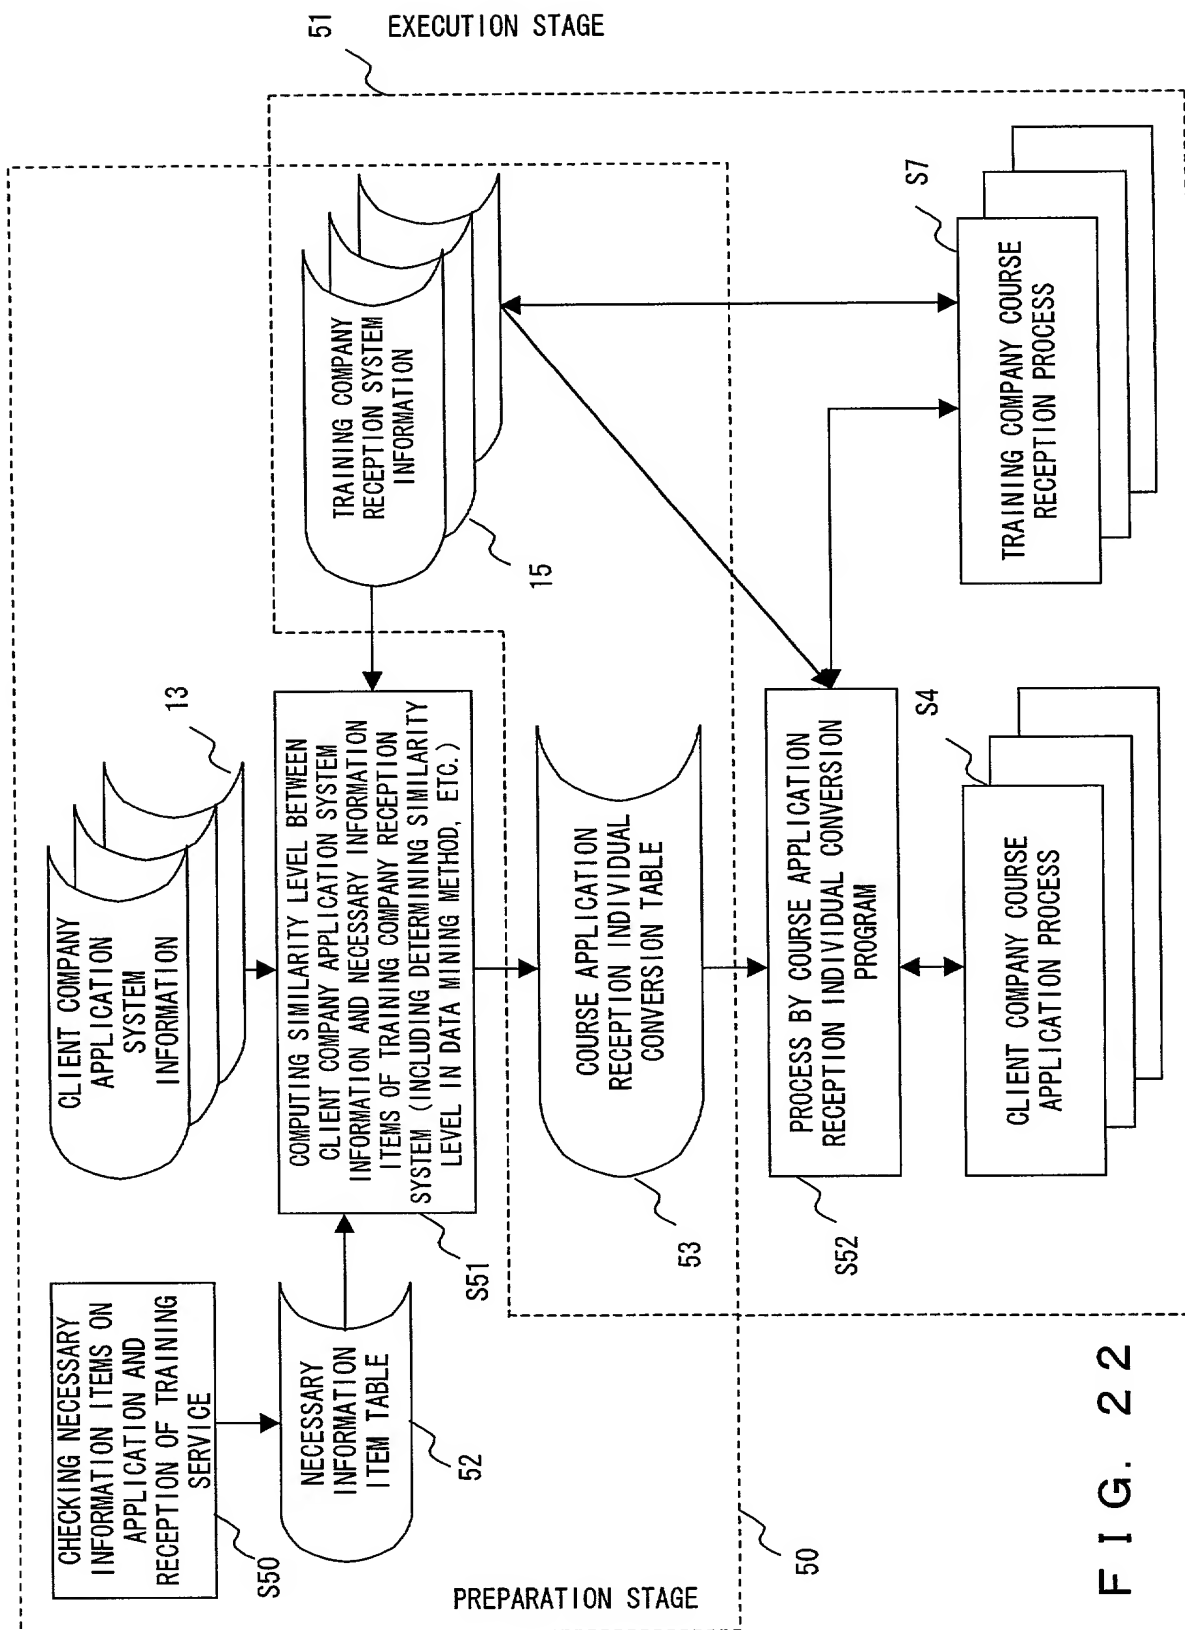 51
EXECUTION STAGE
CLIENT COMPANY
APPLICATION
SYSTEM
INFORMATION
13
TRAINING COMPANY
RECEPTION SYSTEM
INFORMATION
15
CHECKING NECESSARY
INFORMATION ITEMS ON
APPLICATION AND
RECEPTION OF TRAINING
SERVICE
S50
COMPUTING SIMILARITY LEVEL BETWEEN
CLIENT COMPANY APPLICATION SYSTEM
INFORMATION AND NECESSARY INFORMATION
ITEMS OF TRAINING COMPANY RECEPTION
SYSTEM (INCLUDING DETERMINING SIMILARITY
LEVEL IN DATA MINING METHOD, ETC.)
S51
NECESSARY
INFORMATION
ITEM TABLE
52
COURSE APPLICATION
RECEPTION INDIVIDUAL
CONVERSION TABLE
53
PREPARATION STAGE
50
PROCESS BY COURSE APPLICATION
RECEPTION INDIVIDUAL CONVERSION
PROGRAM
S52
TRAINING COMPANY COURSE
RECEPTION PROCESS
S7
CLIENT COMPANY COURSE
APPLICATION PROCESS
S4
FIG. 22